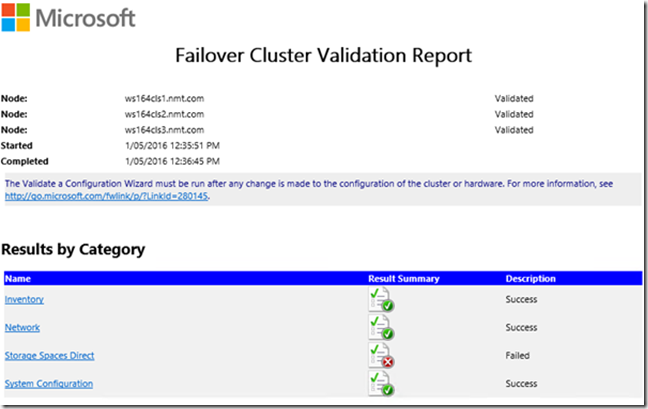 Microsoft
Failover Cluster Validation Report
Node: ws164cls1.nmt.com Validated
Node: ws164cls2.nmt.com Validated
Node: ws164cls3.nmt.com Validated
Started 1/05/2016 12:35:51 PM
Completed 1/05/2016 12:36:45 PM
The Validate a Configuration Wizard must be run after any change is made to the configuration of the cluster or hardware. For more information, see
http://go.microsoft.com/fwlink/p/?LinkId=280145.
Results by Category
Name Result Summary Description
Inventory Success
Network Success
Storage Spaces Direct Failed
System Configuration Success